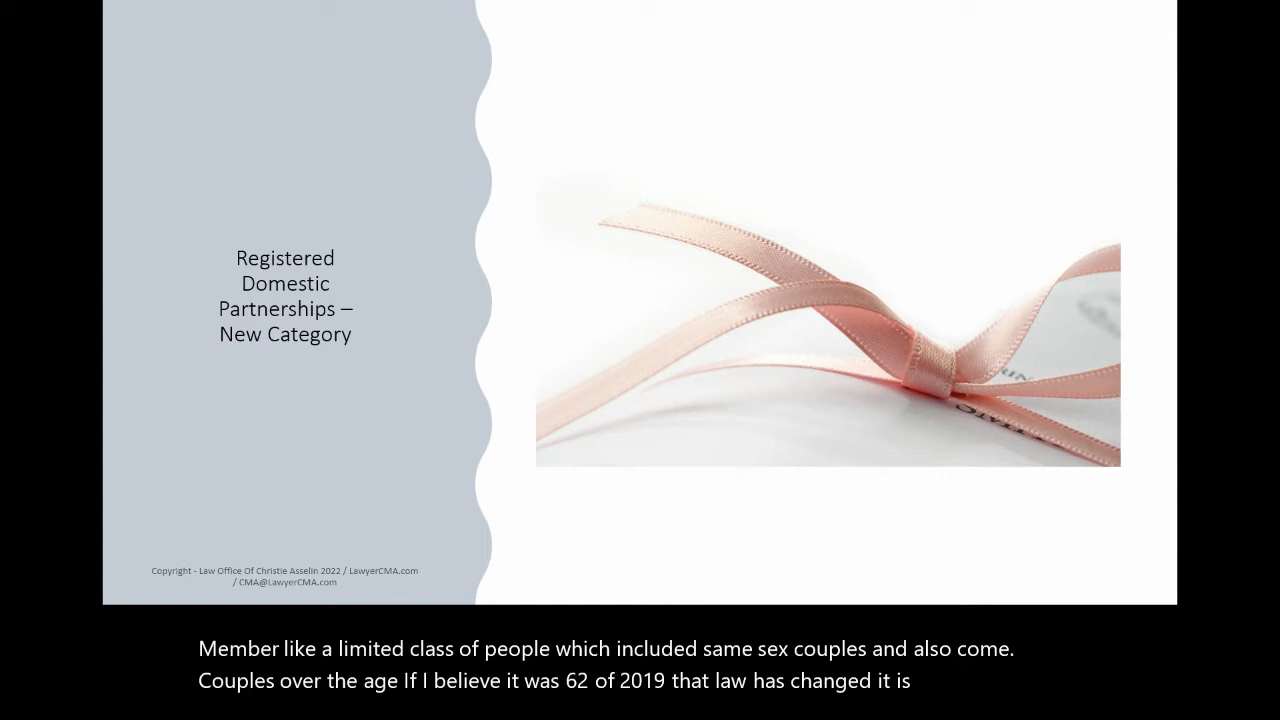 Registered
Domestic
Partnerships –
New Category
Copyright - Law Office Of Christie Asselin 2022 / LawyerCMA.com
/ CMA@LawyerCMA.com
Member like a limited class of people which included same sex couples and also come.
Couples over the age If I believe it was 62 of 2019 that law has changed it is